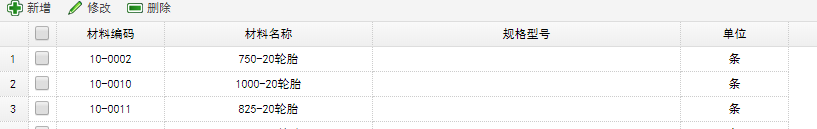 新增 修改 删除
材料编码 材料名称 规格型号 单位
1 10-0002 750-20轮胎 条
2 10-0010 1000-20轮胎 条
3 10-0011 825-20轮胎 条